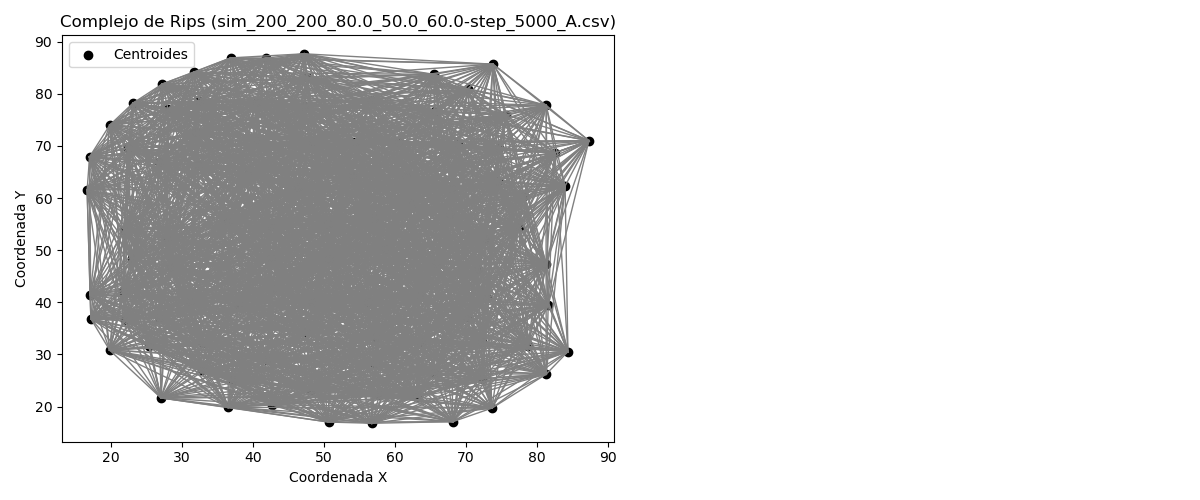 Complejo de Rips (sim_200_200_80.0_50.0_60.0-step_5000_A.csv)
Centroides
90
80
70
60
50
40
30
20
Coordenada Y
20 30 40 50 60 70 80 90
Coordenada X